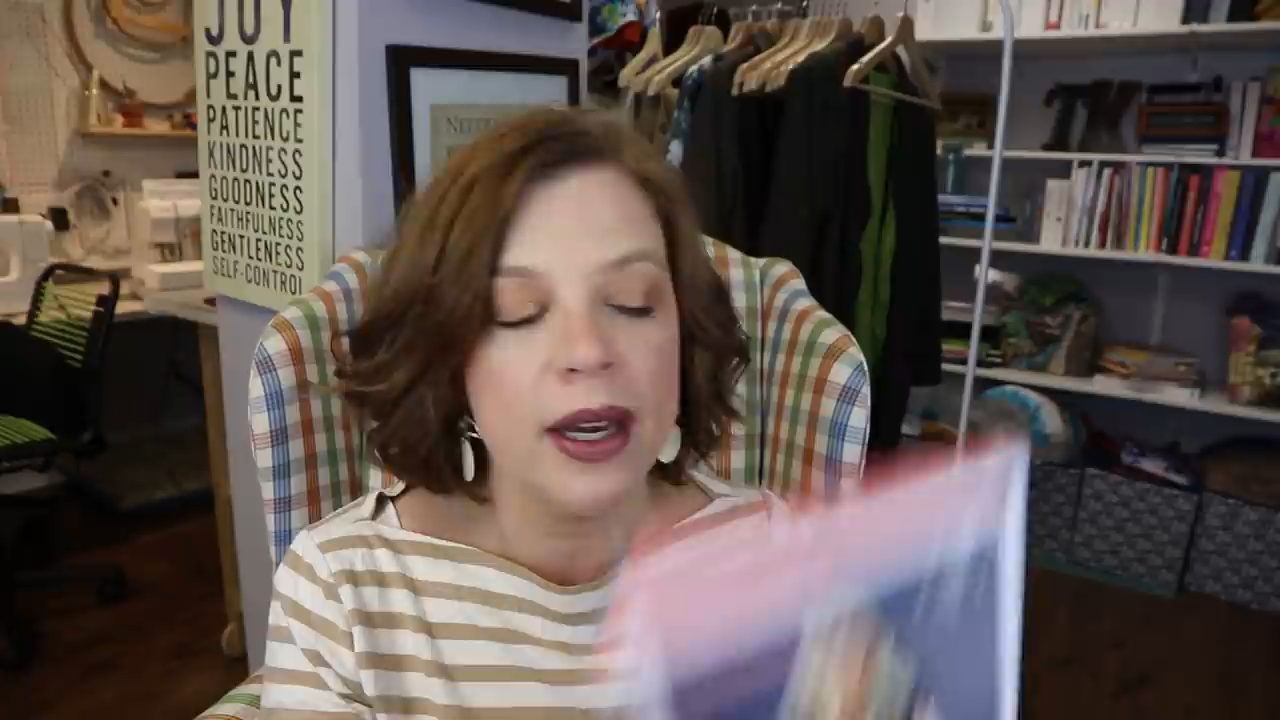 JOY
PEACE
PATIENCE
KINDNESS
GOODNESS
FAITHFULNESS
GENTLENESS
SELF-CONTROL